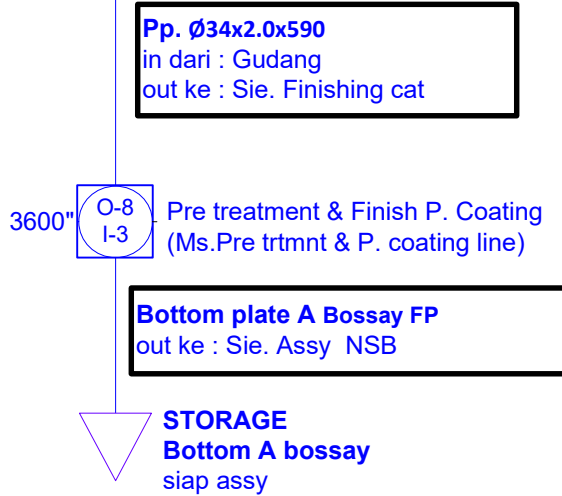 Pp. Ø34x2.0x590
in dari : Gudang
out ke : Sie. Finishing cat
3600"
O-8
I-3
Pre treatment & Finish P. Coating
(Ms.Pre trtmnt & P. coating line)
Bottom plate A Bossay FP
out ke : Sie. Assy NSB
STORAGE
Bottom A bossay
siap assy